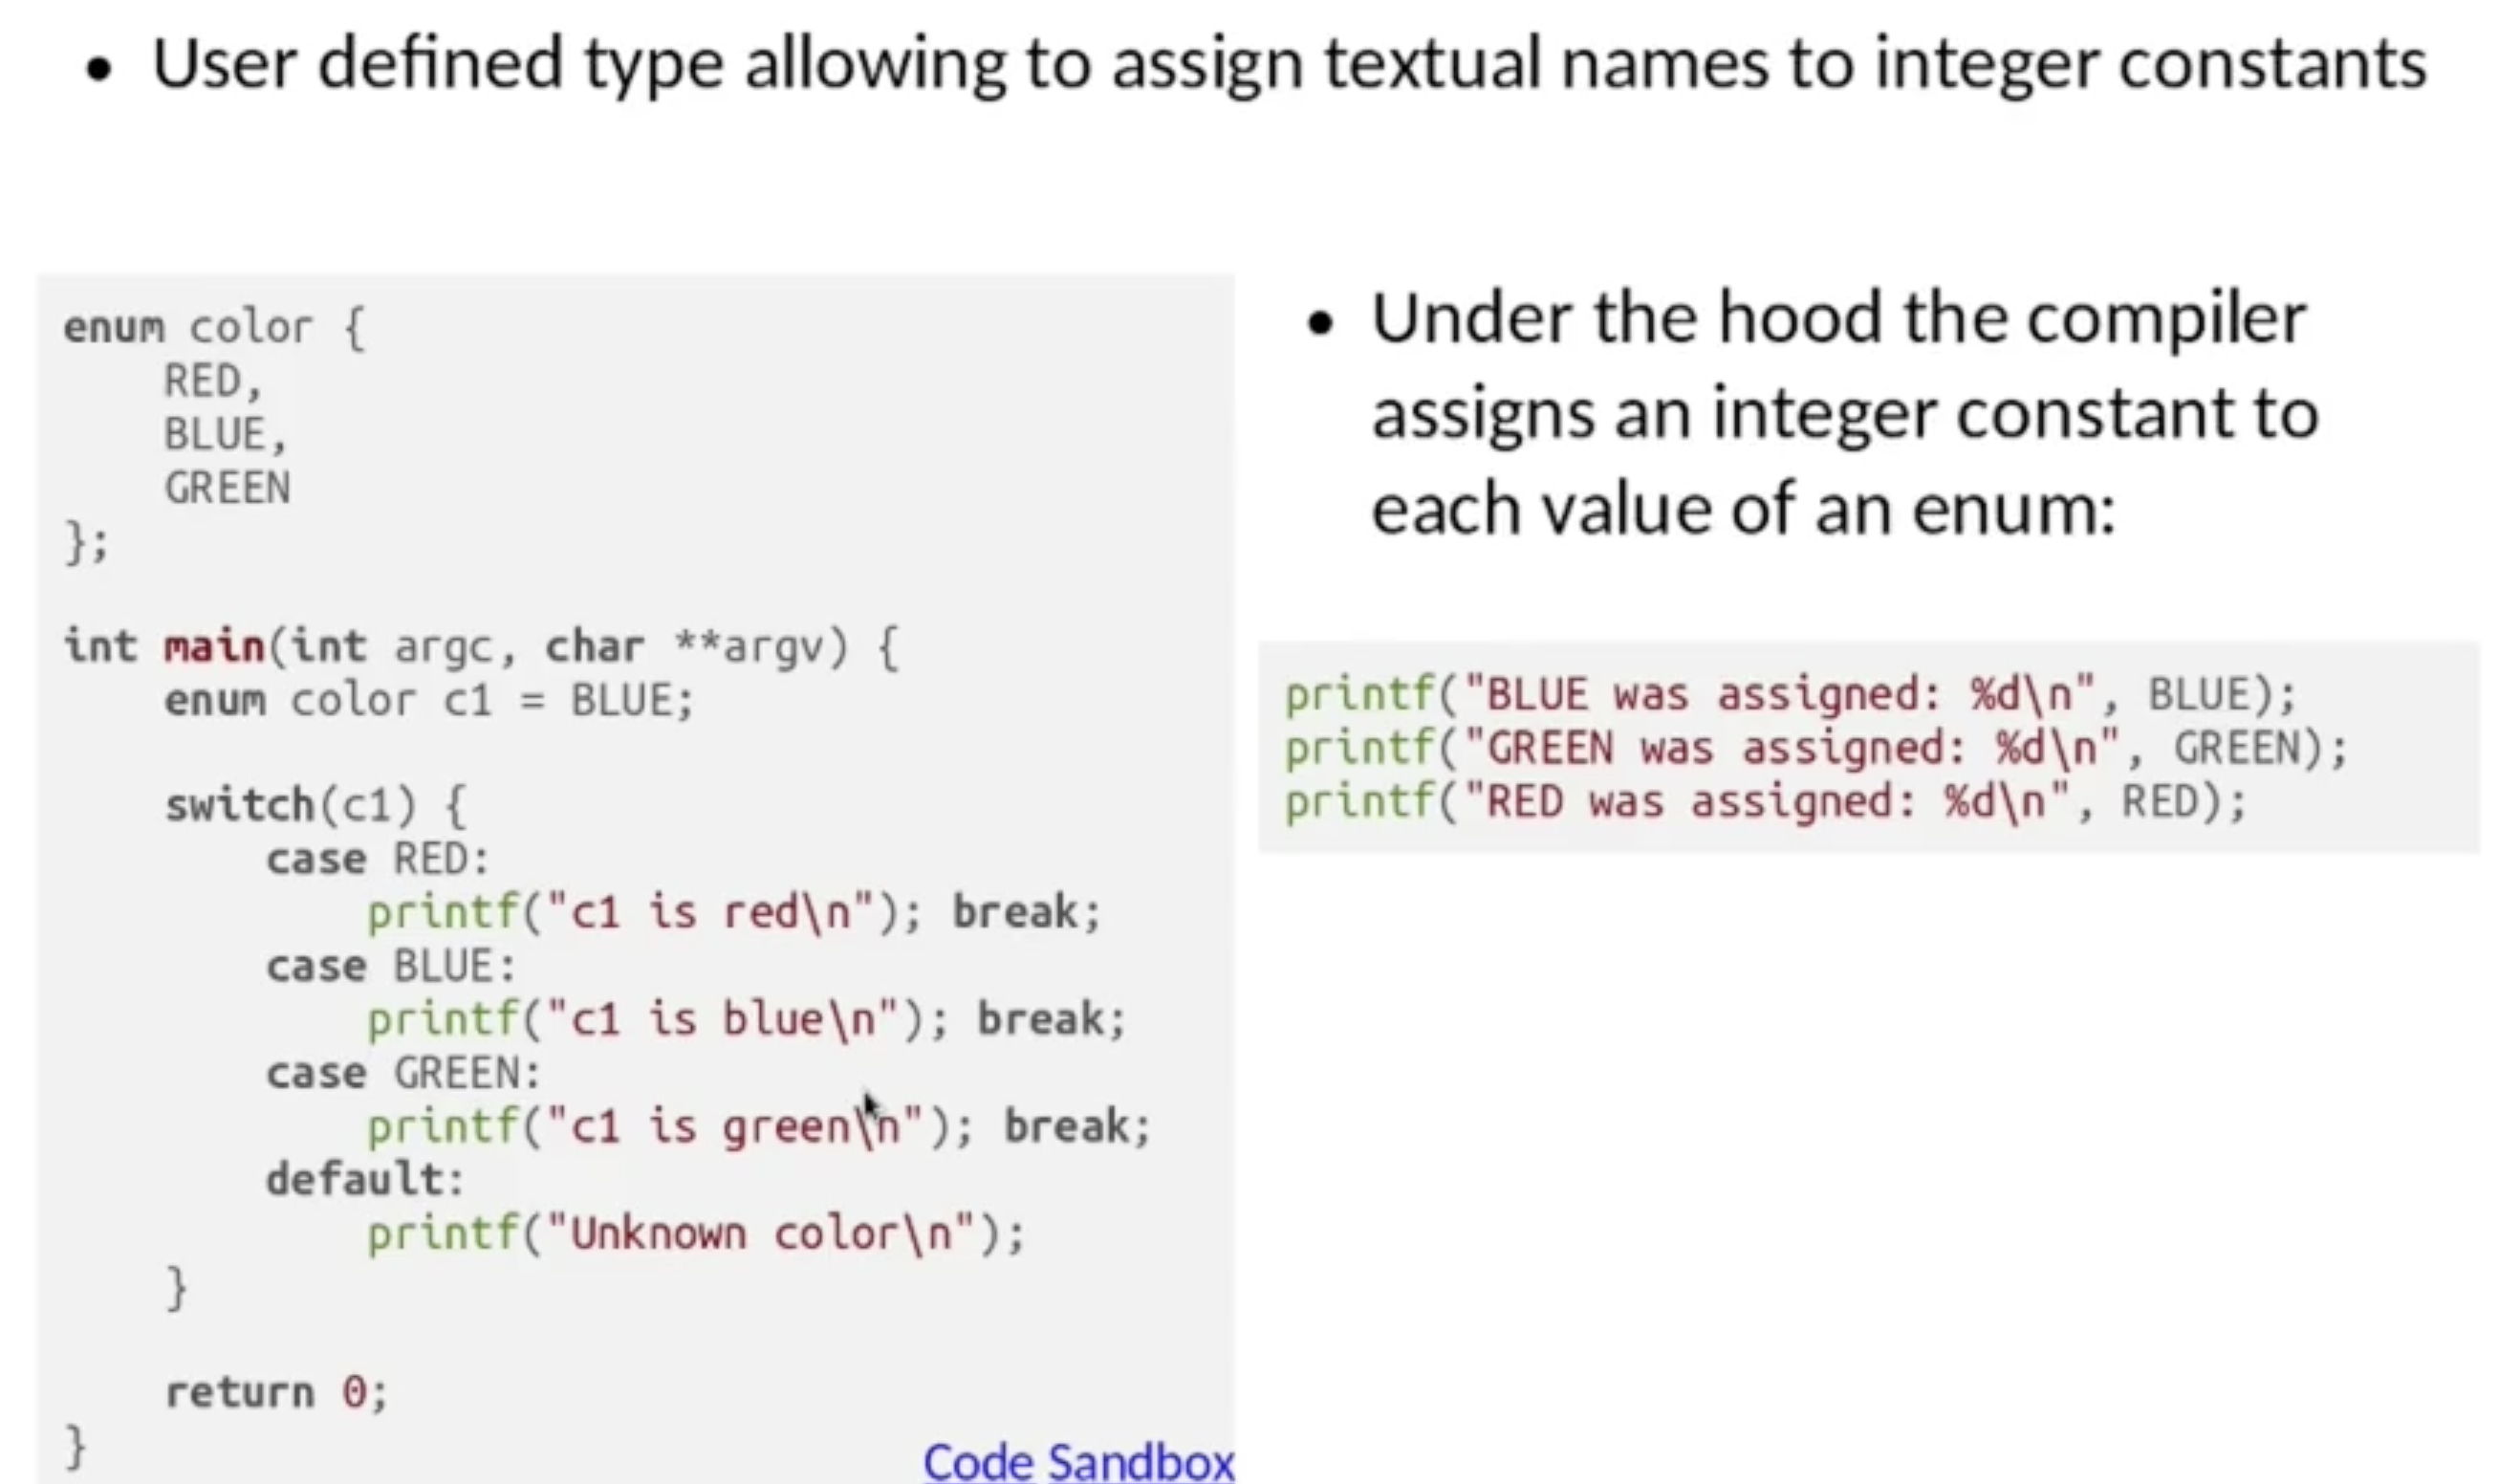 • User defined type allowing to assign textual names to integer constants
enum color {
    RED,
    BLUE,
    GREEN
};
int main(int argc, char **argv) {
    enum color c1 = BLUE;
    switch(c1) {
        case RED:
            printf("c1 is red\n"); break;
        case BLUE:
            printf("c1 is blue\n"); break;
        case GREEN:
            printf("c1 is green\n"); break;
        default:
            printf("Unknown color\n");
    }
    return 0;
}
Code Sandbox
• Under the hood the compiler
assigns an integer constant to
each value of an enum:
printf("BLUE was assigned: %d\n", BLUE);
printf("GREEN was assigned: %d\n", GREEN);
printf("RED was assigned: %d\n", RED);